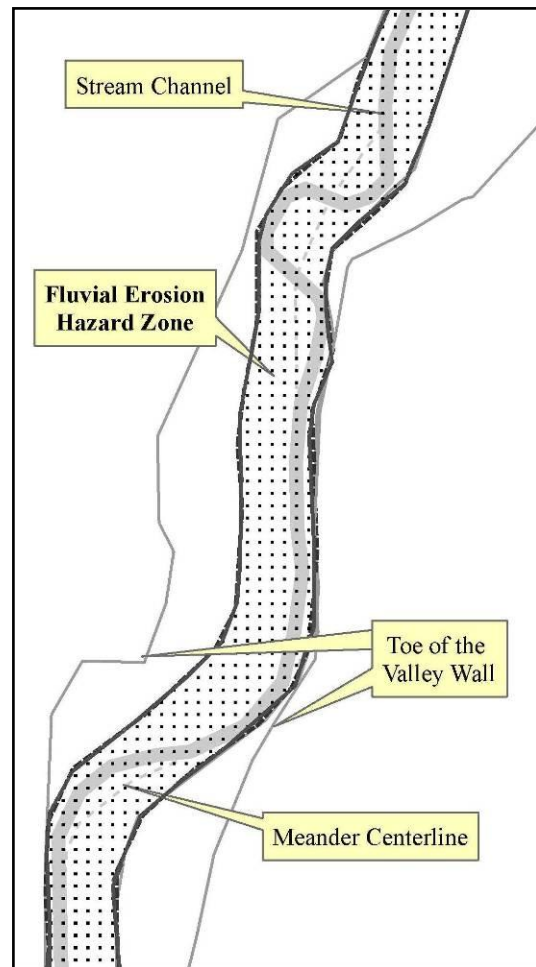 Stream Channel
Fluvial Erosion
Hazard Zone
Toe of the
Valley Wall
Meander Centerline